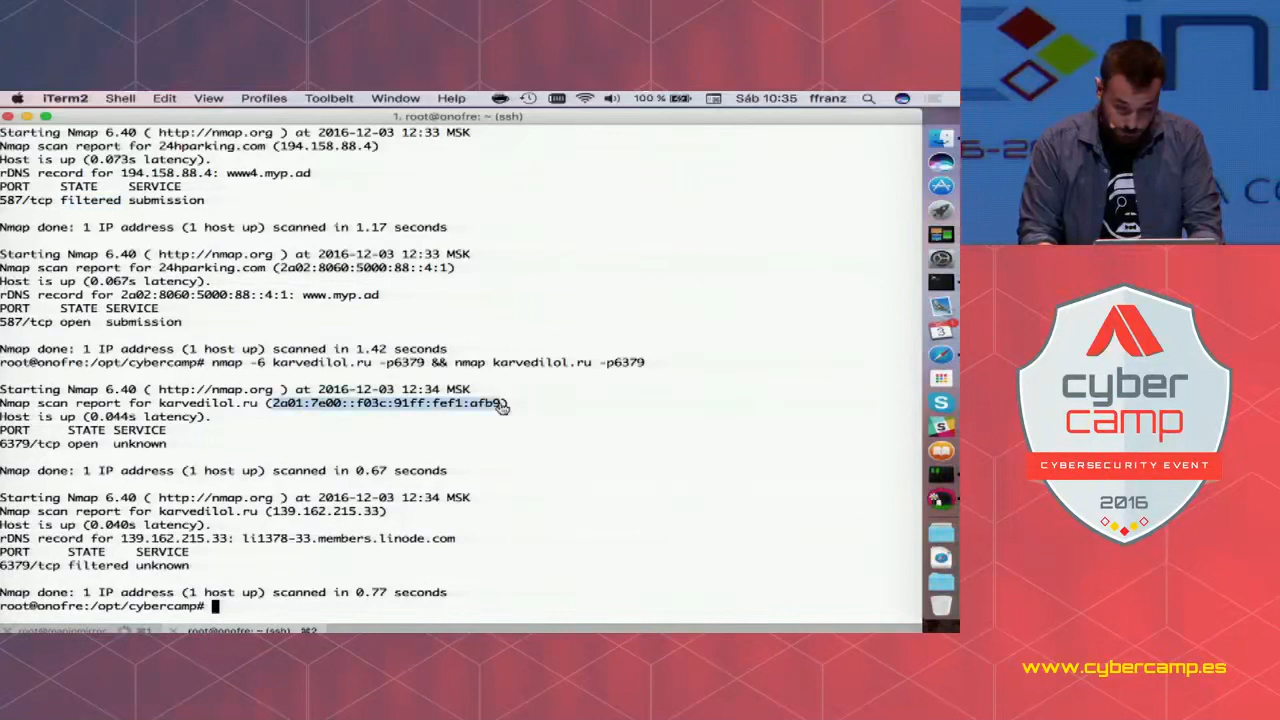 iTerm2 Shell Edit View Profiles Toolbelt Window Help 100 % Sáb 10:35 ffranz
1. root@onofre: ~ (ssh)
Starting Nmap 6.40 ( http://nmap.org ) at 2016-12-03 12:33 MSK
Nmap scan report for 24hparking.com (194.158.88.4)
Host is up (0.073s latency).
rDNS record for 194.158.88.4: www4.myp.ad
PORT STATE SERVICE
587/tcp filtered submission
Nmap done: 1 IP address (1 host up) scanned in 1.17 seconds
Starting Nmap 6.40 ( http://nmap.org ) at 2016-12-03 12:33 MSK
Nmap scan report for 24hparking.com (2a02:8060:5000:88::4:1)
Host is up (0.067s latency).
rDNS record for 2a02:8060:5000:88::4:1: www.myp.ad
PORT STATE SERVICE
587/tcp open submission
Nmap done: 1 IP address (1 host up) scanned in 1.42 seconds
root@onofre:/opt/cybercamp# nmap -6 karvedilol.ru -p6379 && nmap karvedilol.ru -p6379
Starting Nmap 6.40 ( http://nmap.org ) at 2016-12-03 12:34 MSK
Nmap scan report for karvedilol.ru (2a01:7e00::f03c:91ff:fef1:afb9)
Host is up (0.044s latency).
PORT STATE SERVICE
6379/tcp open unknown
Nmap done: 1 IP address (1 host up) scanned in 0.67 seconds
Starting Nmap 6.40 ( http://nmap.org ) at 2016-12-03 12:34 MSK
Nmap scan report for karvedilol.ru (139.162.215.33)
Host is up (0.040s latency).
rDNS record for 139.162.215.33: li1378-33.members.linode.com
PORT STATE SERVICE
6379/tcp filtered unknown
Nmap done: 1 IP address (1 host up) scanned in 0.77 seconds
root@onofre:/opt/cybercamp#
root@onofre: ~ (ssh) ⌘2
in
cyber
camp
CYBERSECURITY EVENT
2016
www.cybercamp.es